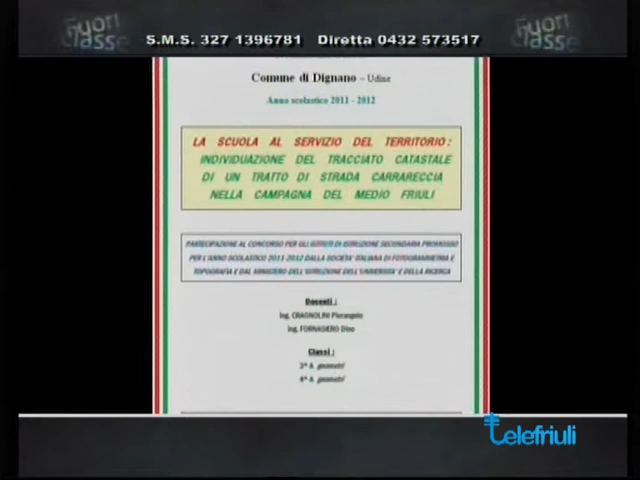 fuori classe
S.M.S. 327 1396781 Diretta 0432 573517
fuori classe
Comune di Dignano – Udine
Anno scolastico 2011 - 2012
LA SCUOLA AL SERVIZIO DEL TERRITORIO:
INDIVIDUAZIONE DEL TRACCIATO CATASTALE
DI UN TRATTO DI STRADA CARRARECCIA
NELLA CAMPAGNA DEL MEDIO FRIULI
PARTECIPAZIONE AL CONCORSO PER GLI ISTITUTI DI ISTRUZIONE SECONDARIA PROMOSSO
PER L'ANNO SCOLASTICO 2011-2012 DALLA SOCIETA' ITALIANA DI FOTOGRAMMETRIA E
TOPOGRAFIA E DAL MINISTERO DELL'ISTRUZIONE DELL'UNIVERSITA' E DELLA RICERCA
Docenti :
ing. CRAGNOLINI Pierangelo
ing. FORNASIERO Dino
Classi :
3ª A geometri
4ª A geometri
telefriuli